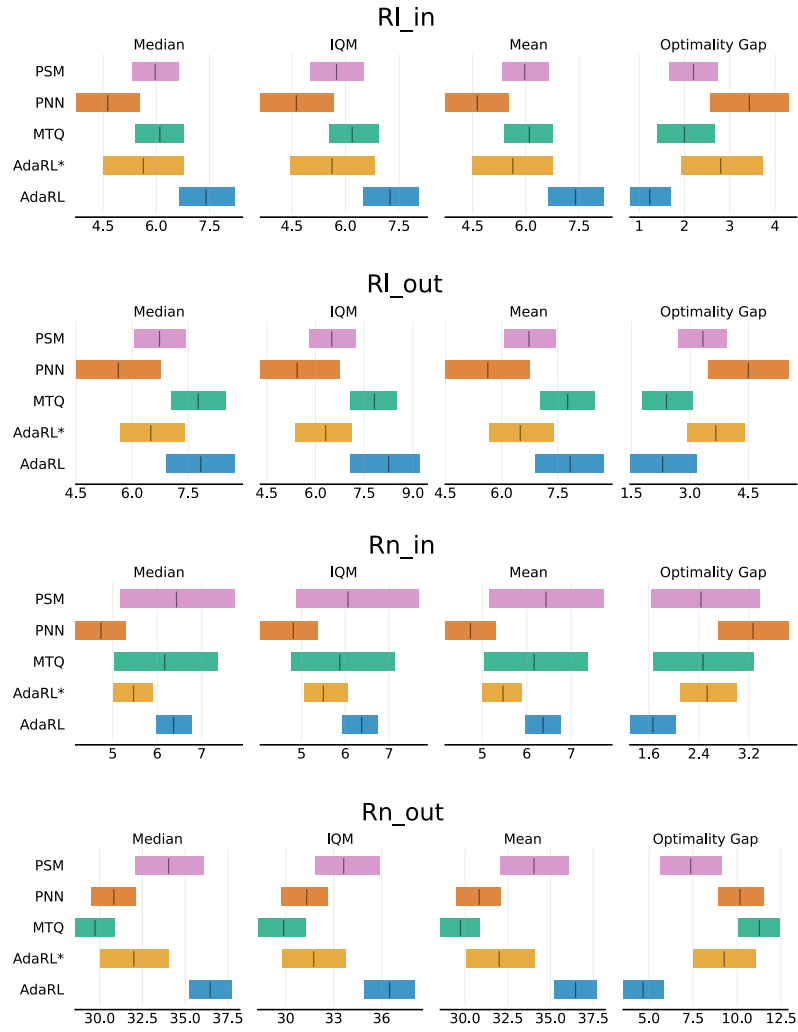 Rl_in
Median IQM Mean Optimality Gap
PSM
PNN
MTQ
AdaRL*
AdaRL
4.5 6.0 7.5 4.5 6.0 7.5 4.5 6.0 7.5 1 2 3 4
Rl_out
Median IQM Mean Optimality Gap
PSM
PNN
MTQ
AdaRL*
AdaRL
4.5 6.0 7.5 4.5 6.0 7.5 9.0 4.5 6.0 7.5 1.5 3.0 4.5
Rn_in
Median IQM Mean Optimality Gap
PSM
PNN
MTQ
AdaRL*
AdaRL
5 6 7 5 6 7 5 6 7 1.6 2.4 3.2
Rn_out
Median IQM Mean Optimality Gap
PSM
PNN
MTQ
AdaRL*
AdaRL
30.0 32.5 35.0 37.5 30 33 36 30.0 32.5 35.0 37.5 5.0 7.5 10.0 12.5